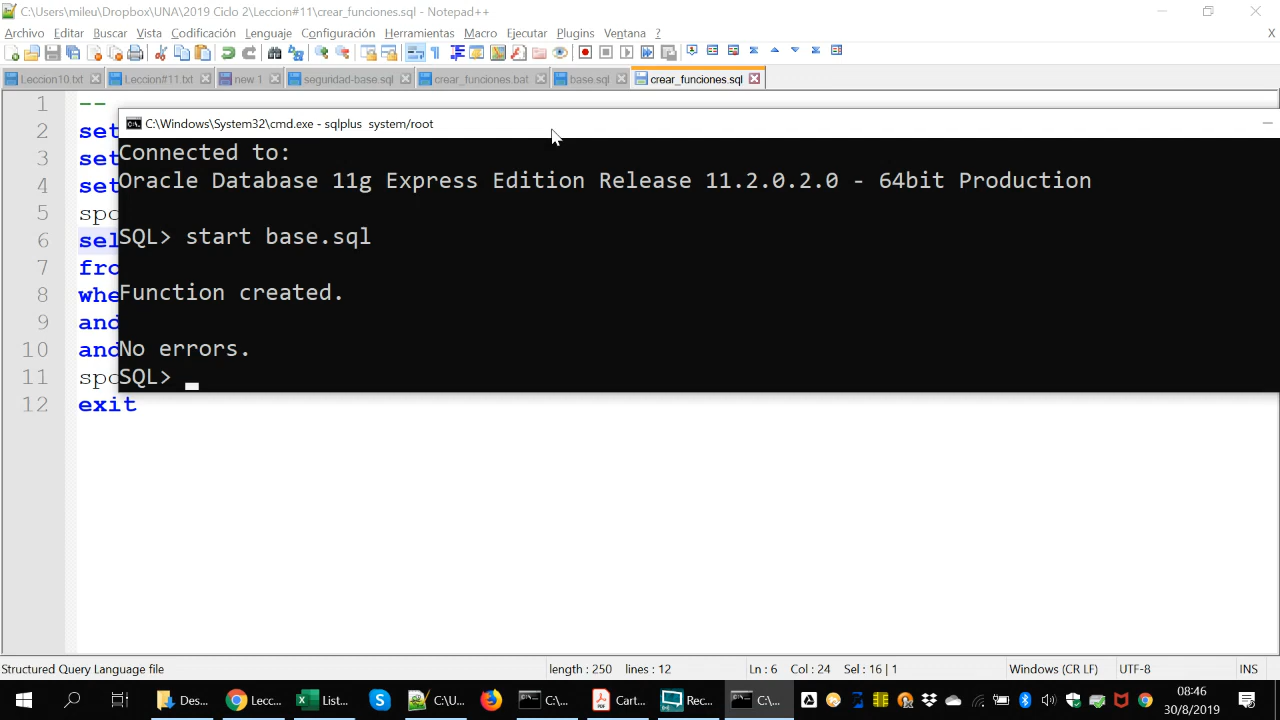 C:\Users\mileu\Dropbox\UNA\2019 Ciclo 2\Leccion#11\crear_funciones.sql - Notepad++
Archivo Editar Buscar Vista Codificación Lenguaje Configuración Herramientas Macro Ejecutar Plugins Ventana ? X
Leccion10.txt Leccion#11.txt new 1 seguridad-base.sql crear_funciones.bat base.sql crear_funciones.sql
1 --
C:\Windows\System32\cmd.exe - sqlplus system/root
2 set
Connected to:
3 set
4 set
Oracle Database 11g Express Edition Release 11.2.0.2.0 - 64bit Production
5 spo
6 sel
SQL> start base.sql
7 fro
8 whe
Function created.
9 and
10 and
No errors.
11 spo
SQL>
12 exit
Structured Query Language file length : 250 lines : 12 Ln : 6 Col : 24 Sel : 16 | 1 Windows (CR LF) UTF-8 INS
Des... Lecc... List... C:\U... C:\... Cart... Rec... C:\...
08:46
30/8/2019